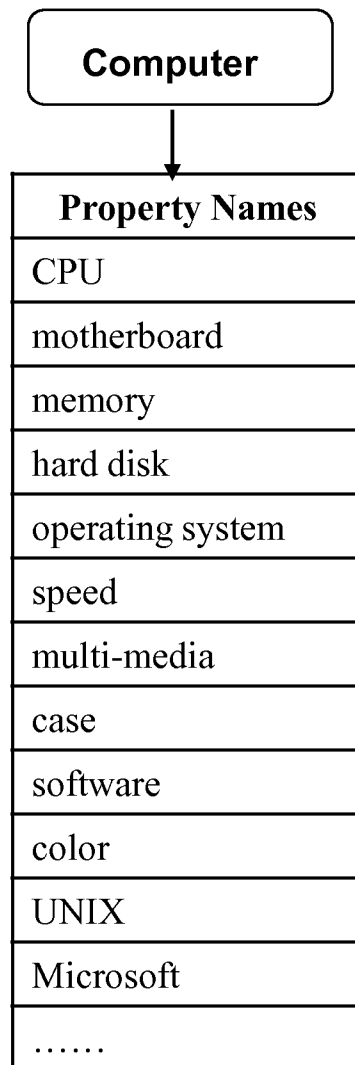 Computer
Property Names
CPU
motherboard
memory
hard disk
operating system
speed
multi-media
case
software
color
UNIX
Microsoft
……